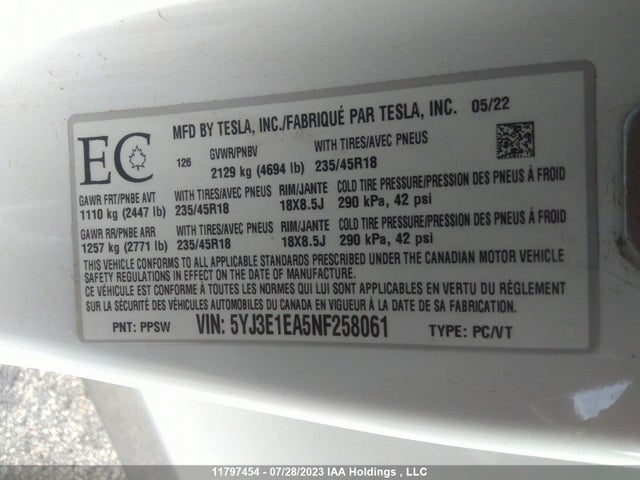 MFD BY TESLA, INC./FABRIQUÉ PAR TESLA, INC. 05/22
EC
126
GVWR/PNBV WITH TIRES/AVEC PNEUS
2129 kg (4694 lb) 235/45R18
GAWR FRT/PNBE AVT WITH TIRES/AVEC PNEUS RIM/JANTE COLD TIRE PRESSURE/PRESSION DES PNEUS À FROID
1110 kg (2447 lb) 235/45R18 18X8.5J 290 kPa, 42 psi
GAWR RR/PNBE ARR WITH TIRES/AVEC PNEUS RIM/JANTE COLD TIRE PRESSURE/PRESSION DES PNEUS À FROID
1257 kg (2771 lb) 235/45R18 18X8.5J 290 kPa, 42 psi
THIS VEHICLE CONFORMS TO ALL APPLICABLE STANDARDS PRESCRIBED UNDER THE CANADIAN MOTOR VEHICLE
SAFETY REGULATIONS IN EFFECT ON THE DATE OF MANUFACTURE.
CE VÉHICULE EST CONFORME À TOUTES LES NORMES QUI LUI SONT APPLICABLES EN VERTU DU RÈGLEMENT
SUR LA SÉCURITÉ DES VÉHICULES AUTOMOBILES DU CANADA EN VIGUEUR À LA DATE DE SA FABRICATION.
PNT: PPSW VIN: 5YJ3E1EA5NF258061 TYPE: PC/VT
11797454 - 07/28/2023 IAA Holdings , LLC